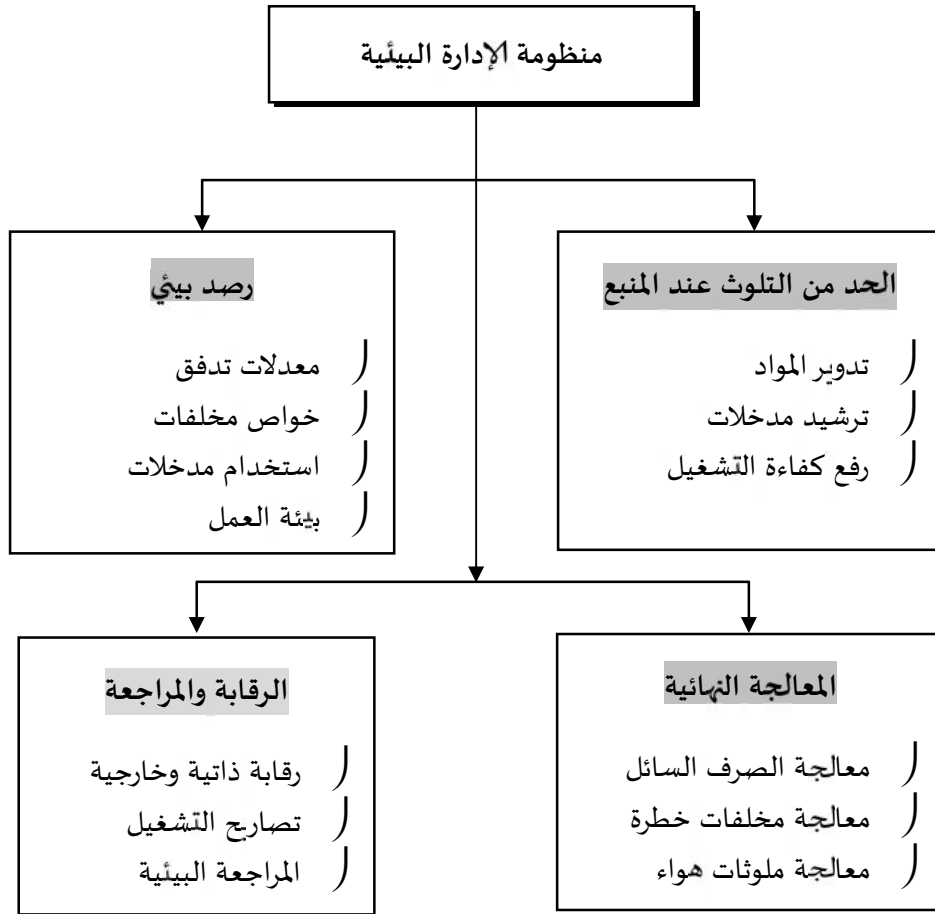 منظومة الإدارة البيئية
الحد من التلوث عند المنبع
تدوير المواد
ترشيد مدخلات
رفع كفاءة التشغيل
رصد بيئي
معدلات تدفق
خواص مخلفات
استخدام مدخلات
بيئة العمل
المعالجة النهائية
معالجة الصرف السائل
معالجة مخلفات خطرة
معالجة ملوثات هواء
الرقابة والمراجعة
رقابة ذاتية وخارجية
تصاريح التشغيل
المراجعة البيئية